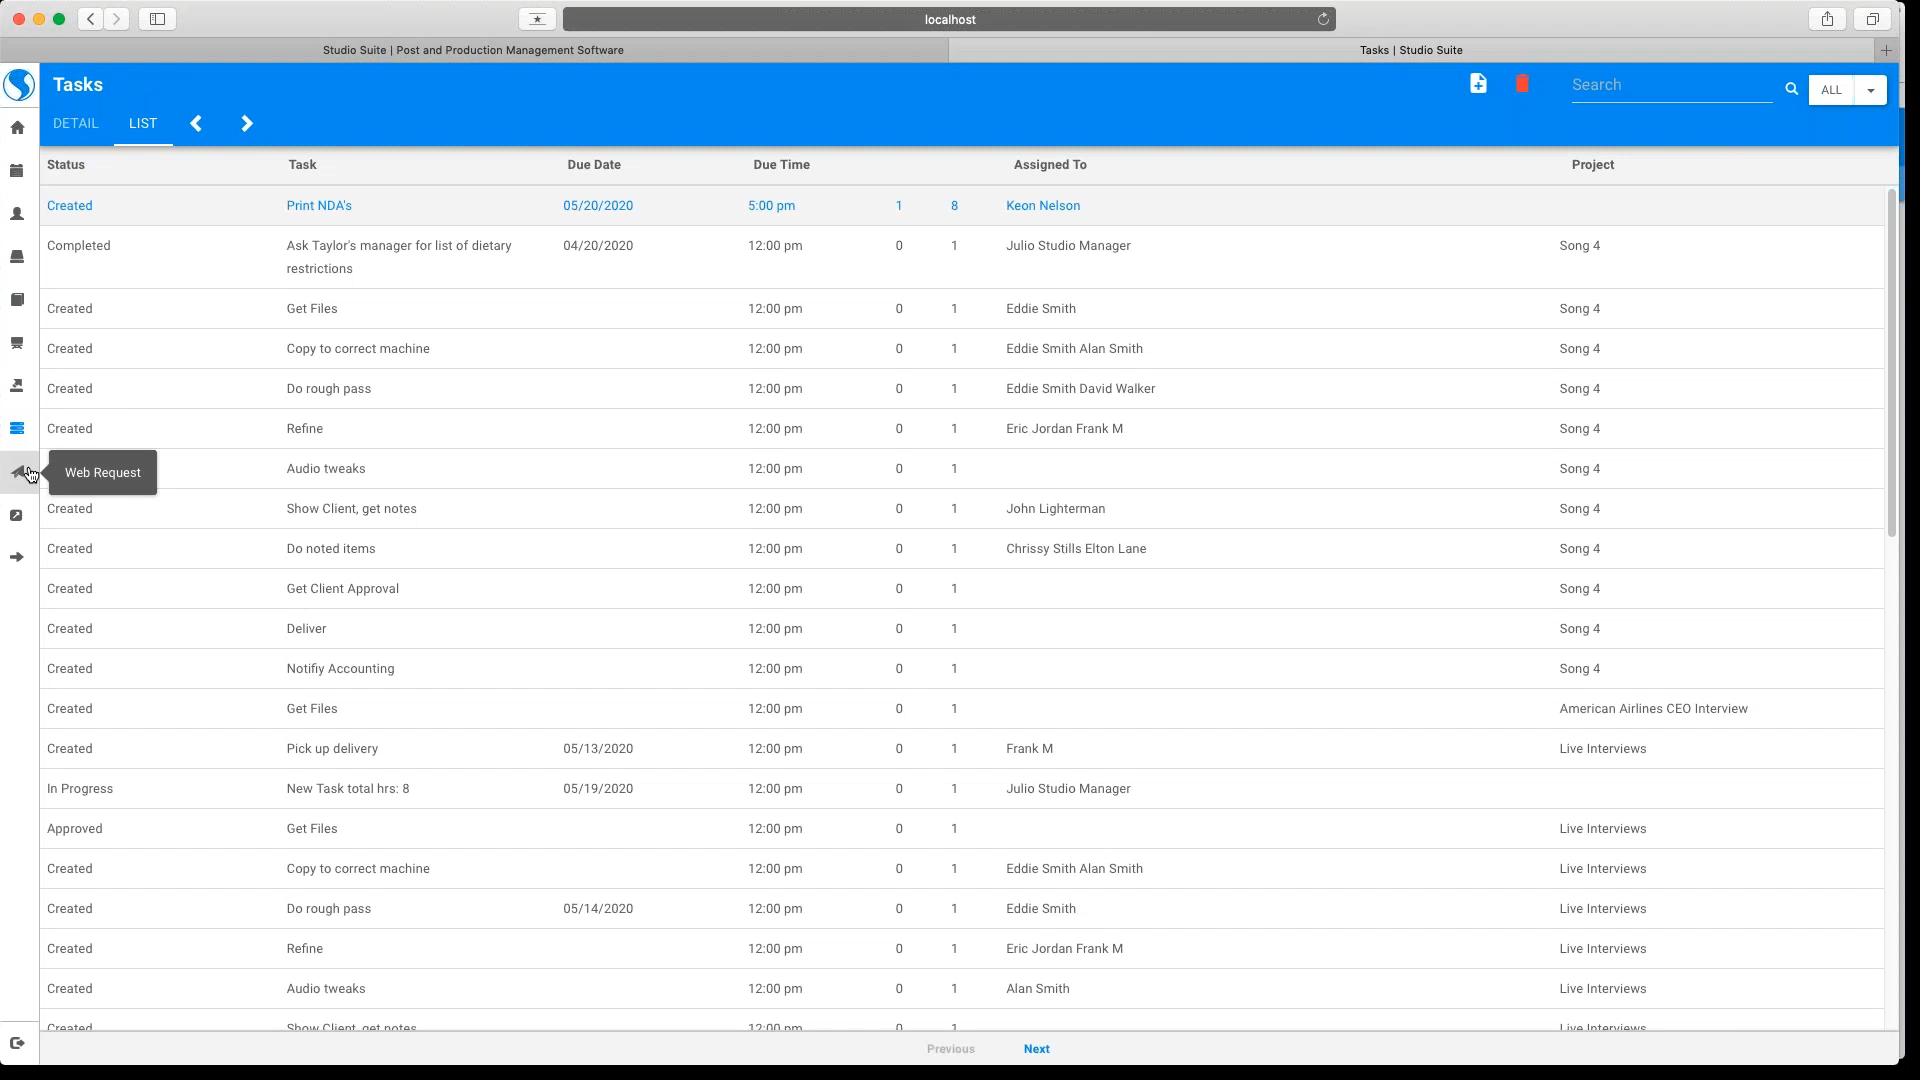 localhost
Studio Suite | Post and Production Management Software
Tasks | Studio Suite
Tasks
Search
ALL
DETAIL LIST
Status Task Due Date Due Time Assigned To Project
Created Print NDA's 05/20/2020 5:00 pm 1 8 Keon Nelson
Completed Ask Taylor's manager for list of dietary 04/20/2020 12:00 pm 0 1 Julio Studio Manager Song 4
restrictions
Created Get Files 12:00 pm 0 1 Eddie Smith Song 4
Created Copy to correct machine 12:00 pm 0 1 Eddie Smith Alan Smith Song 4
Created Do rough pass 12:00 pm 0 1 Eddie Smith David Walker Song 4
Created Refine 12:00 pm 0 1 Eric Jordan Frank M Song 4
Web Request Audio tweaks 12:00 pm 0 1 Song 4
Created Show Client, get notes 12:00 pm 0 1 John Lighterman Song 4
Created Do noted items 12:00 pm 0 1 Chrissy Stills Elton Lane Song 4
Created Get Client Approval 12:00 pm 0 1 Song 4
Created Deliver 12:00 pm 0 1 Song 4
Created Notifiy Accounting 12:00 pm 0 1 Song 4
Created Get Files 12:00 pm 0 1 American Airlines CEO Interview
Created Pick up delivery 05/13/2020 12:00 pm 0 1 Frank M Live Interviews
In Progress New Task total hrs: 8 05/19/2020 12:00 pm 0 1 Julio Studio Manager
Approved Get Files 12:00 pm 0 1 Live Interviews
Created Copy to correct machine 12:00 pm 0 1 Eddie Smith Alan Smith Live Interviews
Created Do rough pass 05/14/2020 12:00 pm 0 1 Eddie Smith Live Interviews
Created Refine 12:00 pm 0 1 Eric Jordan Frank M Live Interviews
Created Audio tweaks 12:00 pm 0 1 Alan Smith Live Interviews
Created Show Client, get notes 12:00 pm 0 1 Live Interviews
Previous Next